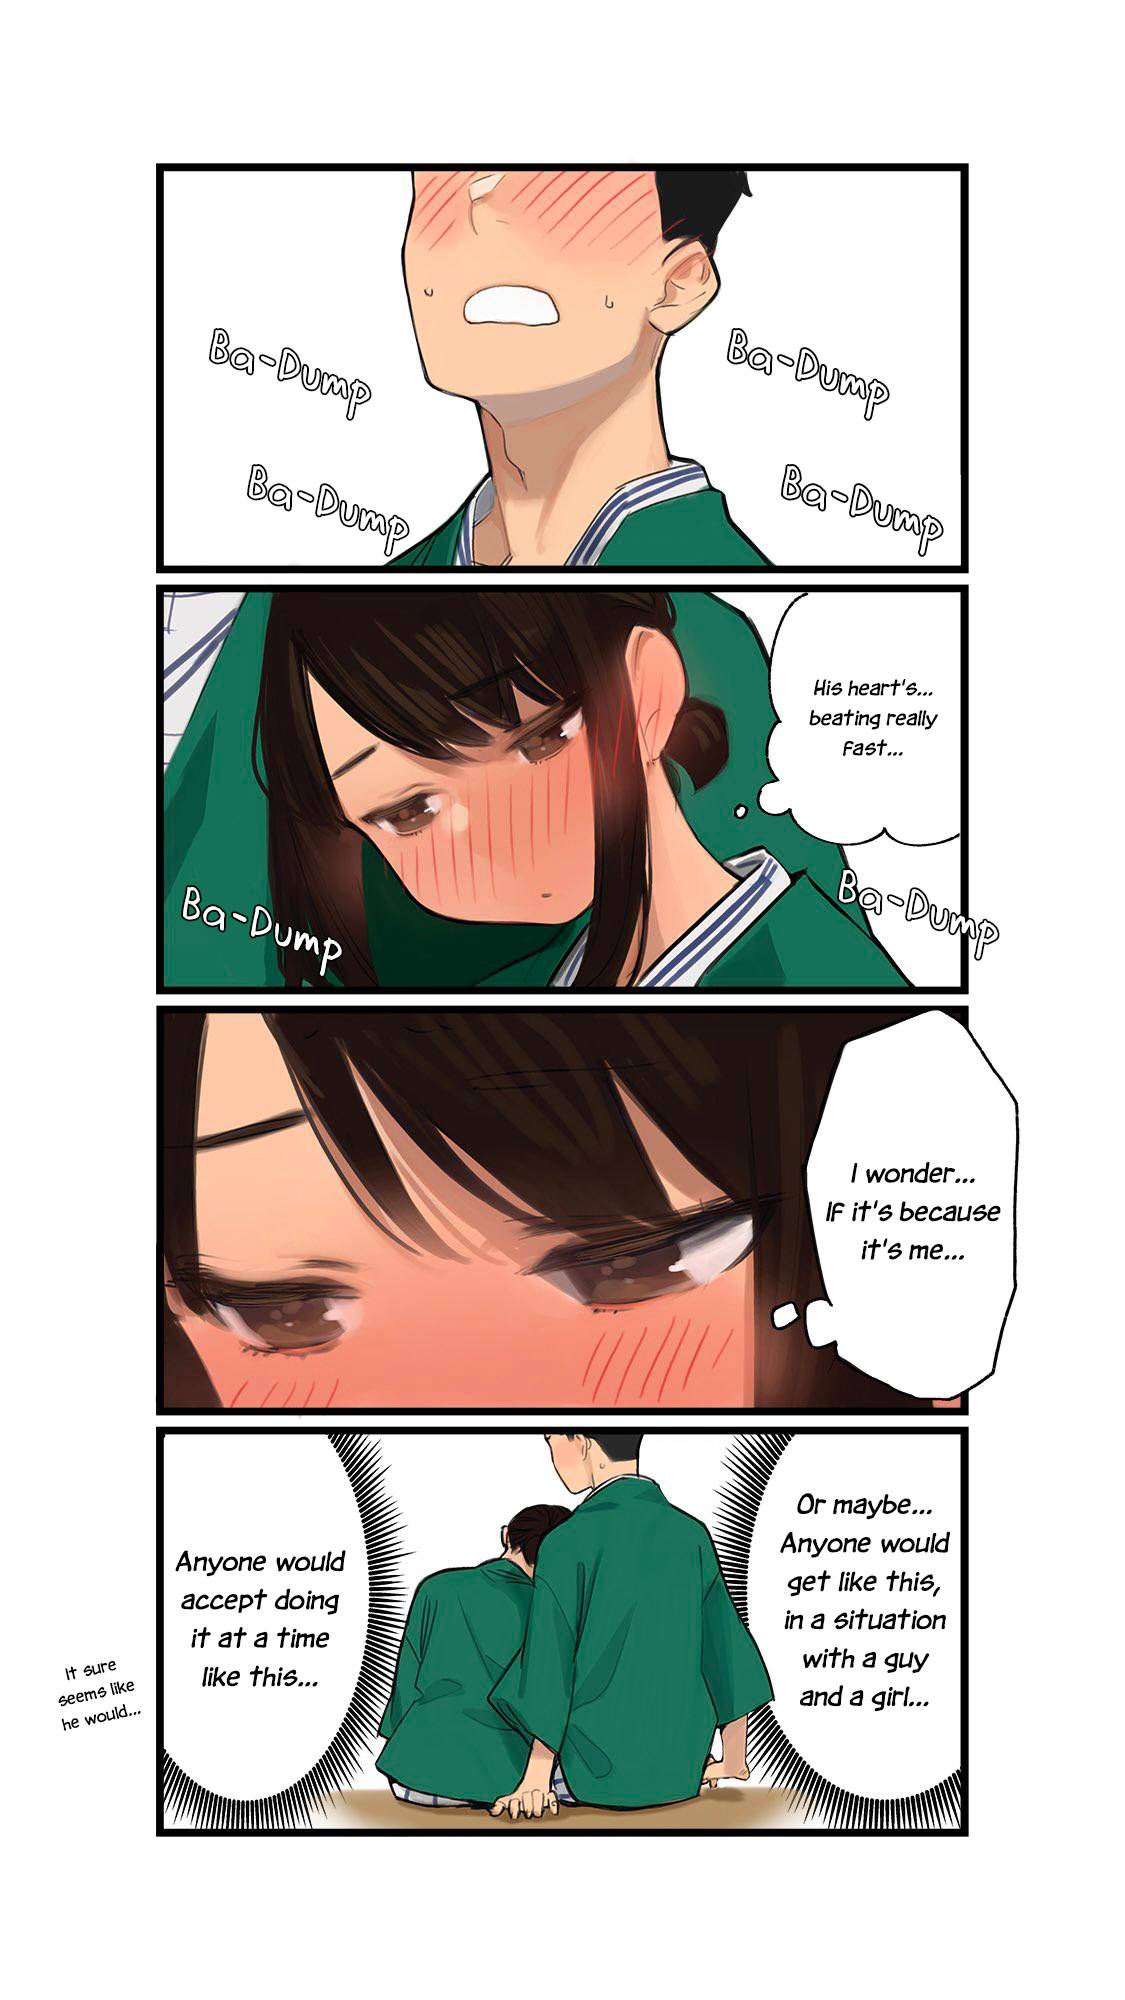 Ba-Dump
Ba-Dump
Ba-Dump
Ba-Dump
His heart's...
beating really
fast...
Ba-Dump
Ba-Dump
I wonder...
If it's because
it's me...
Or maybe...
Anyone would
get like this,
in a situation
with a guy
and a girl...
Anyone would
accept doing
it at a time
like this...
It sure
seems like
he would...